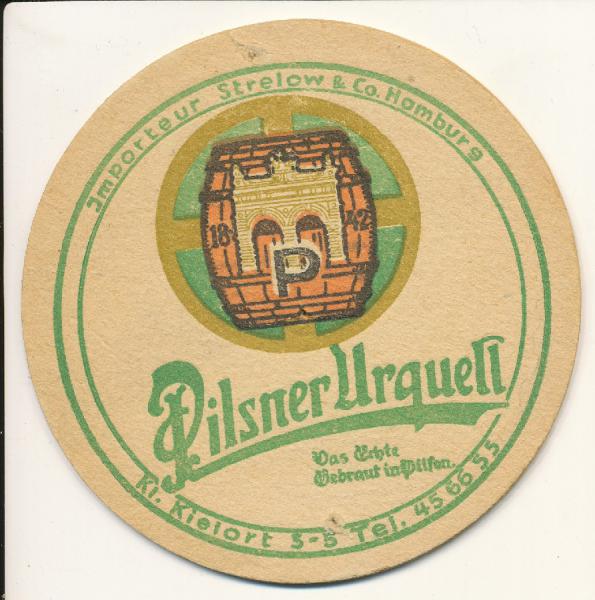 Importeur Strelow & Co. Hamburg
18 42
P
Pilsner Urquell
Das Echte
Gebraut in Pilsen.
Kl. Kielort 3-5 Tel. 45 66 55